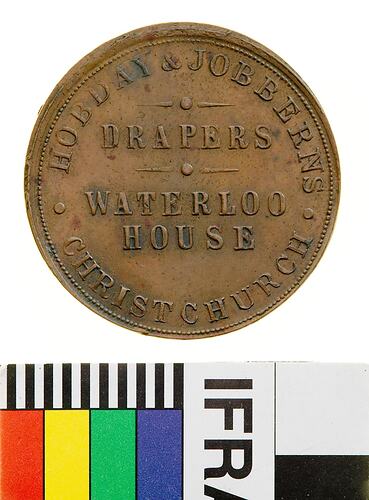 HOBDAY & JOBBERNS
DRAPERS
WATERLOO
HOUSE
CHRISTCHURCH
IFRA